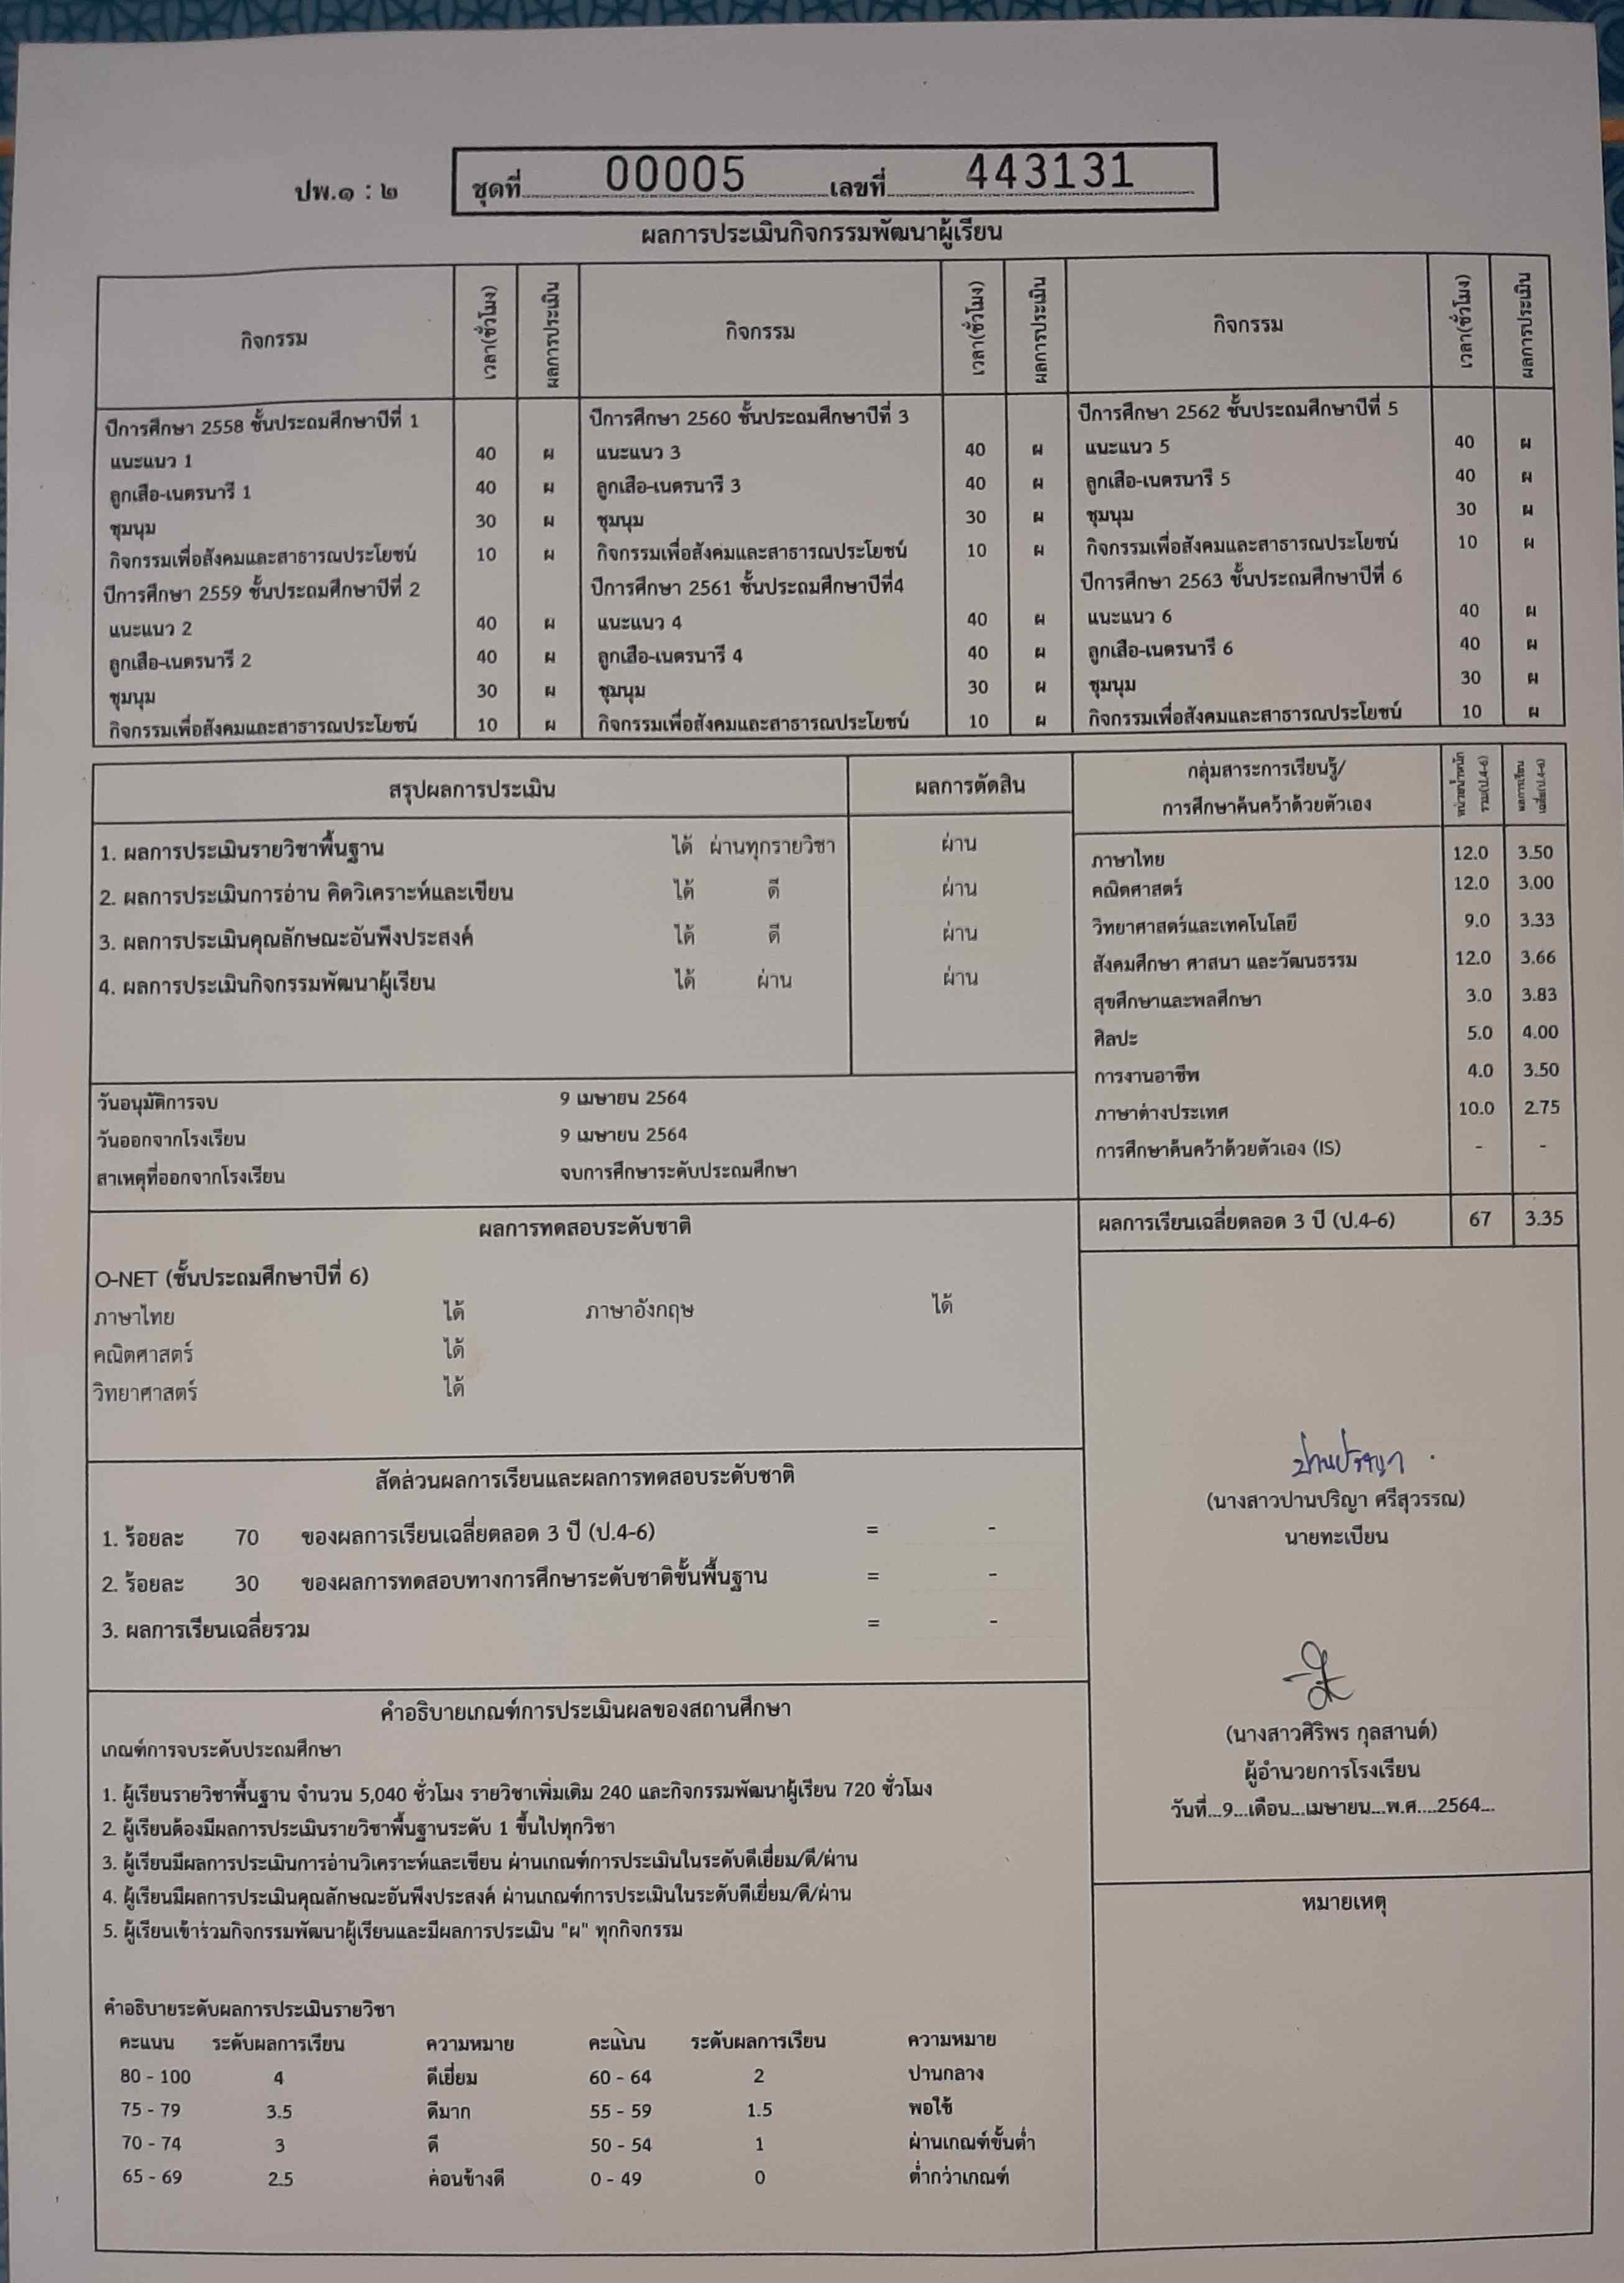 ปพ.๑ : ๒ ชุดที่ 00005 เลขที่ 443131
ผลการประเมินกิจกรรมพัฒนาผู้เรียน
กิจกรรม เวลา(ชั่วโมง) ผลการประเมิน กิจกรรม เวลา(ชั่วโมง) ผลการประเมิน กิจกรรม เวลา(ชั่วโมง) ผลการประเมิน
ปีการศึกษา 2558 ชั้นประถมศึกษาปีที่ 1 ปีการศึกษา 2560 ชั้นประถมศึกษาปีที่ 3 ปีการศึกษา 2562 ชั้นประถมศึกษาปีที่ 5
แนะแนว 1 40 ผ แนะแนว 3 40 ผ แนะแนว 5 40 ผ
ลูกเสือ-เนตรนารี 1 40 ผ ลูกเสือ-เนตรนารี 3 40 ผ ลูกเสือ-เนตรนารี 5 40 ผ
ชุมนุม 30 ผ ชุมนุม 30 ผ ชุมนุม 30 ผ
กิจกรรมเพื่อสังคมและสาธารณประโยชน์ 10 ผ กิจกรรมเพื่อสังคมและสาธารณประโยชน์ 10 ผ กิจกรรมเพื่อสังคมและสาธารณประโยชน์ 10 ผ
ปีการศึกษา 2559 ชั้นประถมศึกษาปีที่ 2 ปีการศึกษา 2561 ชั้นประถมศึกษาปีที่4 ปีการศึกษา 2563 ชั้นประถมศึกษาปีที่ 6
แนะแนว 2 40 ผ แนะแนว 4 40 ผ แนะแนว 6 40 ผ
ลูกเสือ-เนตรนารี 2 40 ผ ลูกเสือ-เนตรนารี 4 40 ผ ลูกเสือ-เนตรนารี 6 40 ผ
ชุมนุม 30 ผ ชุมนุม 30 ผ ชุมนุม 30 ผ
กิจกรรมเพื่อสังคมและสาธารณประโยชน์ 10 ผ กิจกรรมเพื่อสังคมและสาธารณประโยชน์ 10 ผ กิจกรรมเพื่อสังคมและสาธารณประโยชน์ 10 ผ
สรุปผลการประเมิน ผลการตัดสิน
1. ผลการประเมินรายวิชาพื้นฐาน ได้ ผ่านทุกรายวิชา ผ่าน
2. ผลการประเมินการอ่าน คิดวิเคราะห์และเขียน ได้ ดี ผ่าน
3. ผลการประเมินคุณลักษณะอันพึงประสงค์ ได้ ดี ผ่าน
4. ผลการประเมินกิจกรรมพัฒนาผู้เรียน ได้ ผ่าน ผ่าน
วันอนุมัติการจบ 9 เมษายน 2564
วันออกจากโรงเรียน 9 เมษายน 2564
สาเหตุที่ออกจากโรงเรียน จบการศึกษาระดับประถมศึกษา
กลุ่มสาระการเรียนรู้/
การศึกษาค้นคว้าด้วยตัวเอง
หน่วยน้ำหนัก
รวม(ป.4-6)
ผลการเรียน
เฉลี่ย(ป.4-6)
ภาษาไทย 12.0 3.50
คณิตศาสตร์ 12.0 3.00
วิทยาศาสตร์และเทคโนโลยี 9.0 3.33
สังคมศึกษา ศาสนา และวัฒนธรรม 12.0 3.66
สุขศึกษาและพลศึกษา 3.0 3.83
ศิลปะ 5.0 4.00
การงานอาชีพ 4.0 3.50
ภาษาต่างประเทศ 10.0 2.75
การศึกษาค้นคว้าด้วยตัวเอง (IS) - -
ผลการเรียนเฉลี่ยตลอด 3 ปี (ป.4-6) 67 3.35
ผลการทดสอบระดับชาติ
O-NET (ชั้นประถมศึกษาปีที่ 6)
ภาษาไทย ได้ ภาษาอังกฤษ ได้
คณิตศาสตร์ ได้
วิทยาศาสตร์ ได้
สัดส่วนผลการเรียนและผลการทดสอบระดับชาติ
1. ร้อยละ 70 ของผลการเรียนเฉลี่ยตลอด 3 ปี (ป.4-6) = -
2. ร้อยละ 30 ของผลการทดสอบทางการศึกษาระดับชาติขั้นพื้นฐาน = -
3. ผลการเรียนเฉลี่ยรวม = -
ปานปริญา
(นางสาวปานปริญา ศรีสุวรรณ)
นายทะเบียน
(นางสาวศิริพร กุลสานต์)
ผู้อำนวยการโรงเรียน
วันที่...9...เดือน...เมษายน...พ.ศ....2564...
หมายเหตุ
คำอธิบายเกณฑ์การประเมินผลของสถานศึกษา
เกณฑ์การจบระดับประถมศึกษา
1. ผู้เรียนรายวิชาพื้นฐาน จำนวน 5,040 ชั่วโมง รายวิชาเพิ่มเติม 240 และกิจกรรมพัฒนาผู้เรียน 720 ชั่วโมง
2. ผู้เรียนต้องมีผลการประเมินรายวิชาพื้นฐานระดับ 1 ขึ้นไปทุกวิชา
3. ผู้เรียนมีผลการประเมินการอ่านวิเคราะห์และเขียน ผ่านเกณฑ์การประเมินในระดับดีเยี่ยม/ดี/ผ่าน
4. ผู้เรียนมีผลการประเมินคุณลักษณะอันพึงประสงค์ ผ่านเกณฑ์การประเมินในระดับดีเยี่ยม/ดี/ผ่าน
5. ผู้เรียนเข้าร่วมกิจกรรมพัฒนาผู้เรียนและมีผลการประเมิน "ผ" ทุกกิจกรรม
คำอธิบายระดับผลการประเมินรายวิชา
คะแนน ระดับผลการเรียน ความหมาย คะแนน ระดับผลการเรียน ความหมาย
80 - 100 4 ดีเยี่ยม 60 - 64 2 ปานกลาง
75 - 79 3.5 ดีมาก 55 - 59 1.5 พอใช้
70 - 74 3 ดี 50 - 54 1 ผ่านเกณฑ์ขั้นต่ำ
65 - 69 2.5 ค่อนข้างดี 0 - 49 0 ต่ำกว่าเกณฑ์